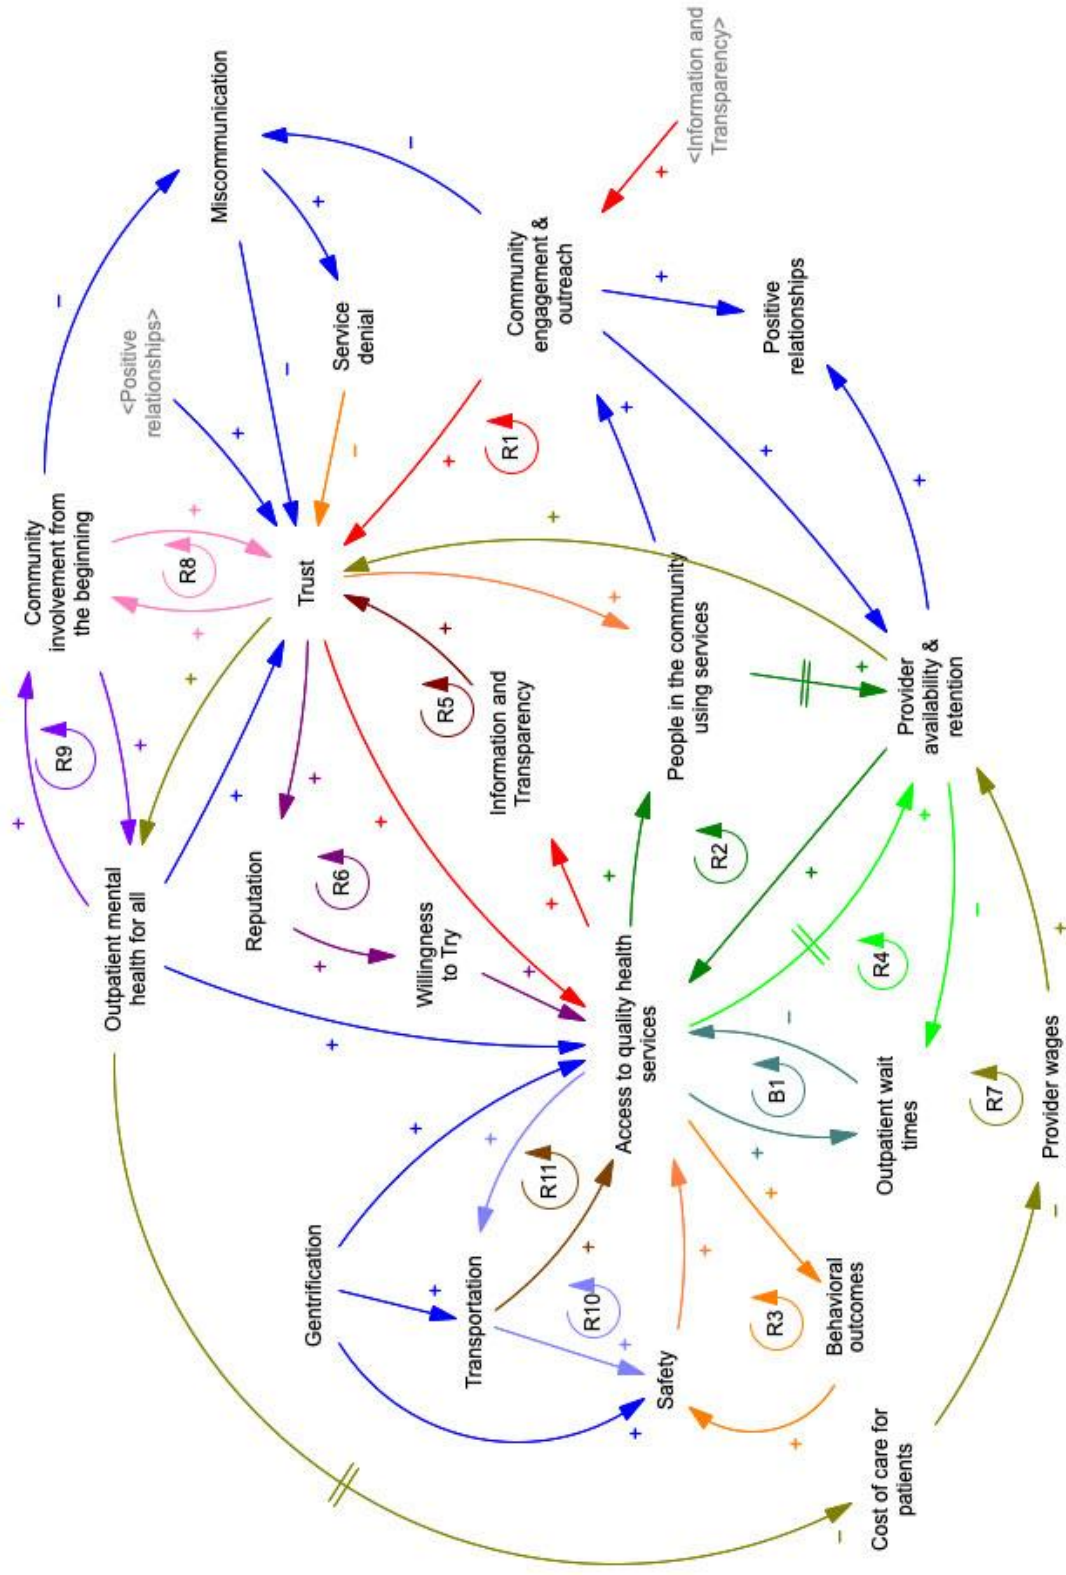 Community
involvement from
the beginning
Miscommunication
<Positive
relationships>
Service
denial
<Information and
Transparency>
Community
engagement &
outreach
Positive
relationships
Trust
Outpatient mental
health for all
Reputation
Willingness
to Try
Information and
Transparency
People in the community
using services
Provider
availability &
retention
Access to quality health
services
Gentrification
Transportation
Safety
Behavioral
outcomes
Outpatient wait
times
Provider wages
Cost of care for
patients
R9
R8
R1
R5
R6
R2
R4
B1
R7
R11
R10
R3